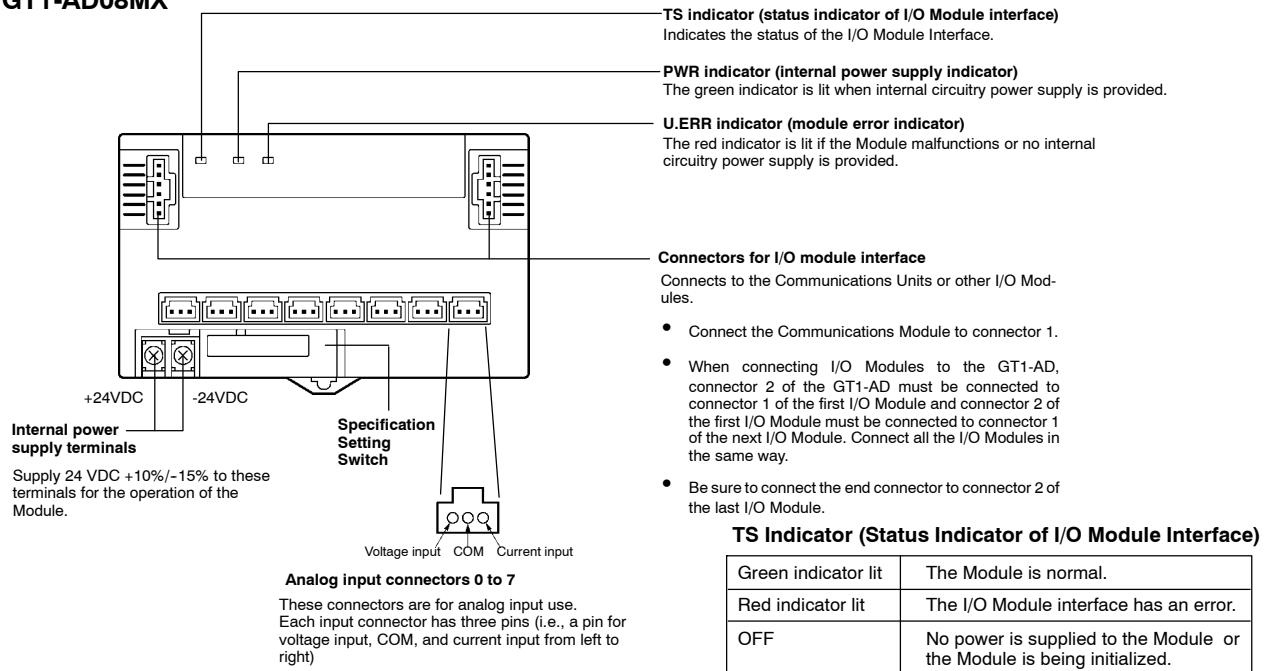 GT1-AD08MX
TS indicator (status indicator of I/O Module interface)
Indicates the status of the I/O Module Interface.
PWR indicator (internal power supply indicator)
The green indicator is lit when internal circuitry power supply is provided.
U.ERR indicator (module error indicator)
The red indicator is lit if the Module malfunctions or no internal
circuitry power supply is provided.
Connectors for I/O module interface
Connects to the Communications Units or other I/O Mod-
ules.
• Connect the Communications Module to connector 1.
• When connecting I/O Modules to the GT1-AD,
connector 2 of the GT1-AD must be connected to
connector 1 of the first I/O Module and connector 2 of
the first I/O Module must be connected to connector 1
of the next I/O Module. Connect all the I/O Modules in
the same way.
• Be sure to connect the end connector to connector 2 of
the last I/O Module.
+24VDC
-24VDC
Internal power
supply terminals
Supply 24 VDC +10%/-15% to these
terminals for the operation of the
Module.
Specification
Setting
Switch
Voltage input COM Current input
Analog input connectors 0 to 7
These connectors are for analog input use.
Each input connector has three pins (i.e., a pin for
voltage input, COM, and current input from left to
right)
TS Indicator (Status Indicator of I/O Module Interface)
Green indicator lit The Module is normal.
Red indicator lit The I/O Module interface has an error.
OFF No power is supplied to the Module or
the Module is being initialized.